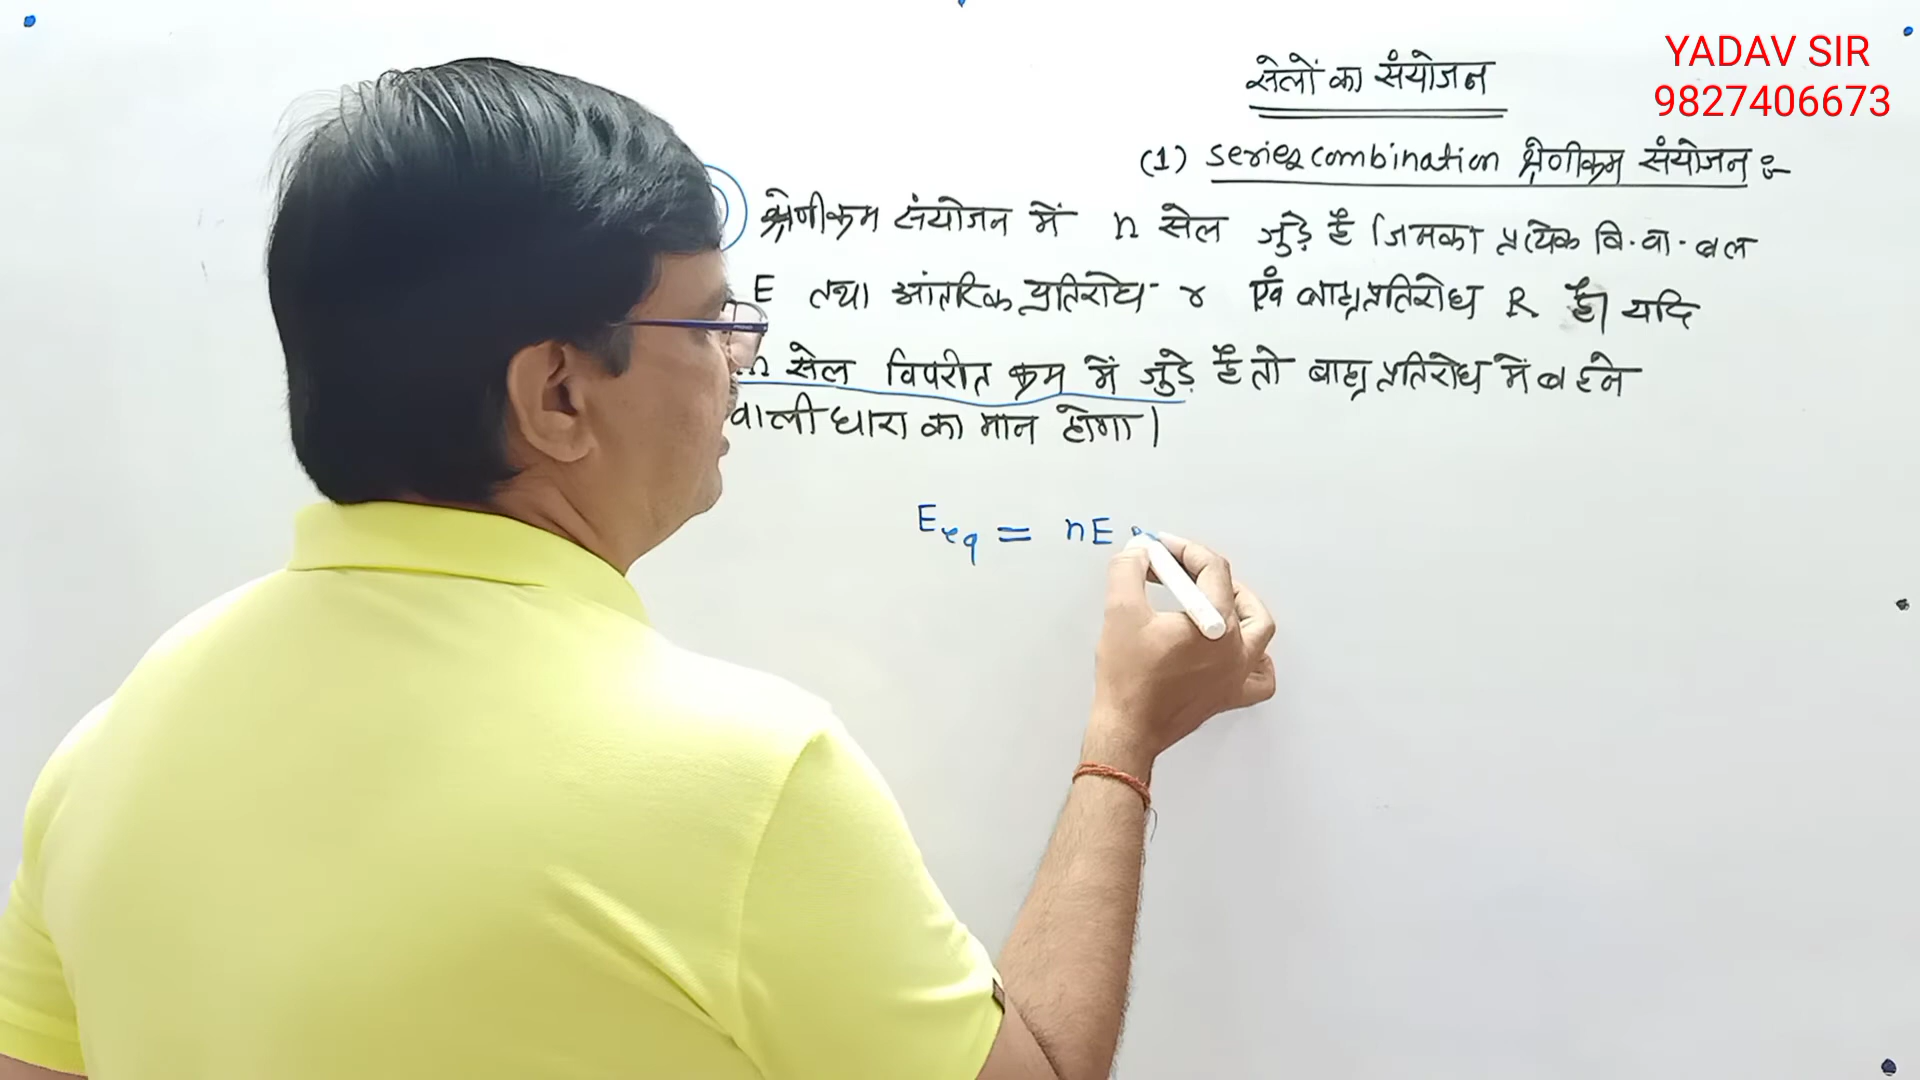 YADAV SIR
9827406673
सेलों का संयोजन
(1) series combination श्रेणीक्रम संयोजन :-
श्रेणीक्रम संयोजन में n सेल जुड़े है जिनका प्रत्येक वि.वा.बल
E तथा आंतरिक प्रतिरोध r एवं बाह्य प्रतिरोध R है। यदि
सेल विपरीत क्रम में जुड़े है तो बाह्य प्रतिरोध में बहने
वाली धारा का मान होगा।
Eeq = nE